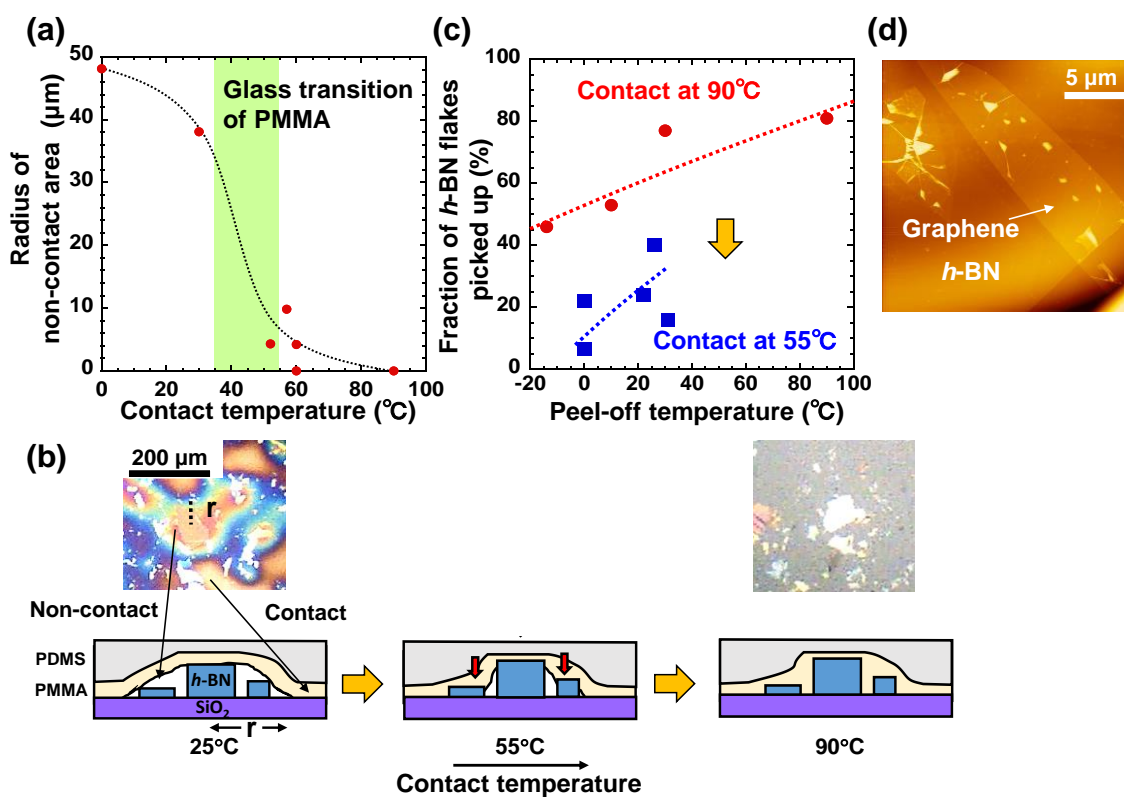 (a)
50
40
30
20
10
0
Radius of
non-contact area (μm)
Glass transition
of PMMA
0 20 40 60 80 100
Contact temperature (℃)
(c)
100
80
60
40
20
0
Fraction of h-BN flakes
picked up (%)
Contact at 90℃
Contact at 55℃
-20 0 20 40 60 80 100
Peel-off temperature (℃)
(d)
5 μm
Graphene
h-BN
(b)
200 μm
r
Non-contact
Contact
PDMS
PMMA
h-BN
SiO2
r
25°C
55°C
90°C
Contact temperature